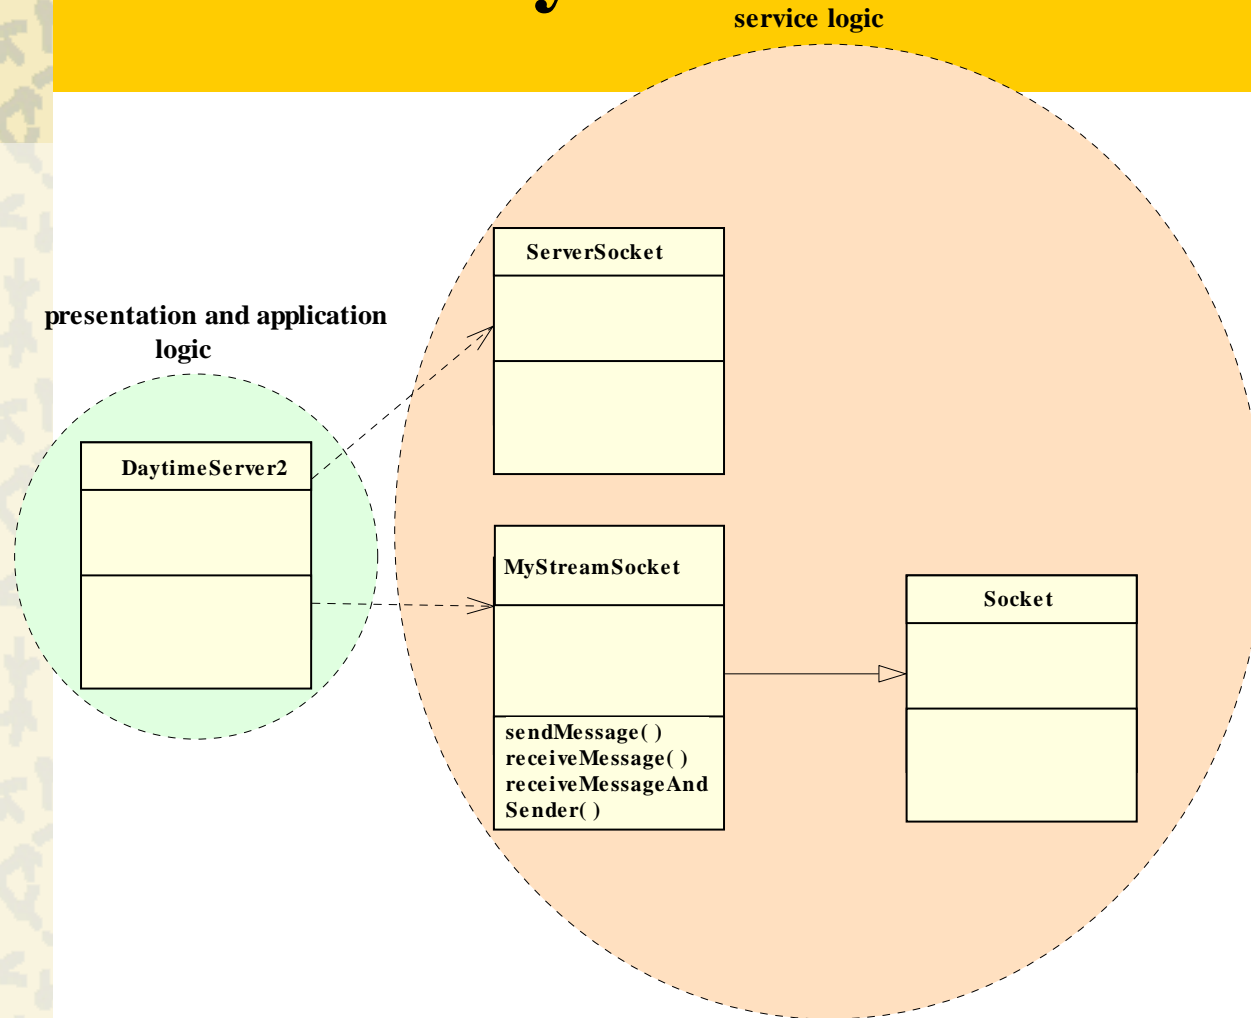 service logic
ServerSocket
presentation and application
logic
DaytimeServer2
MyStreamSocket
Socket
sendMessage( )
receiveMessage( )
receiveMessageAnd
Sender( )